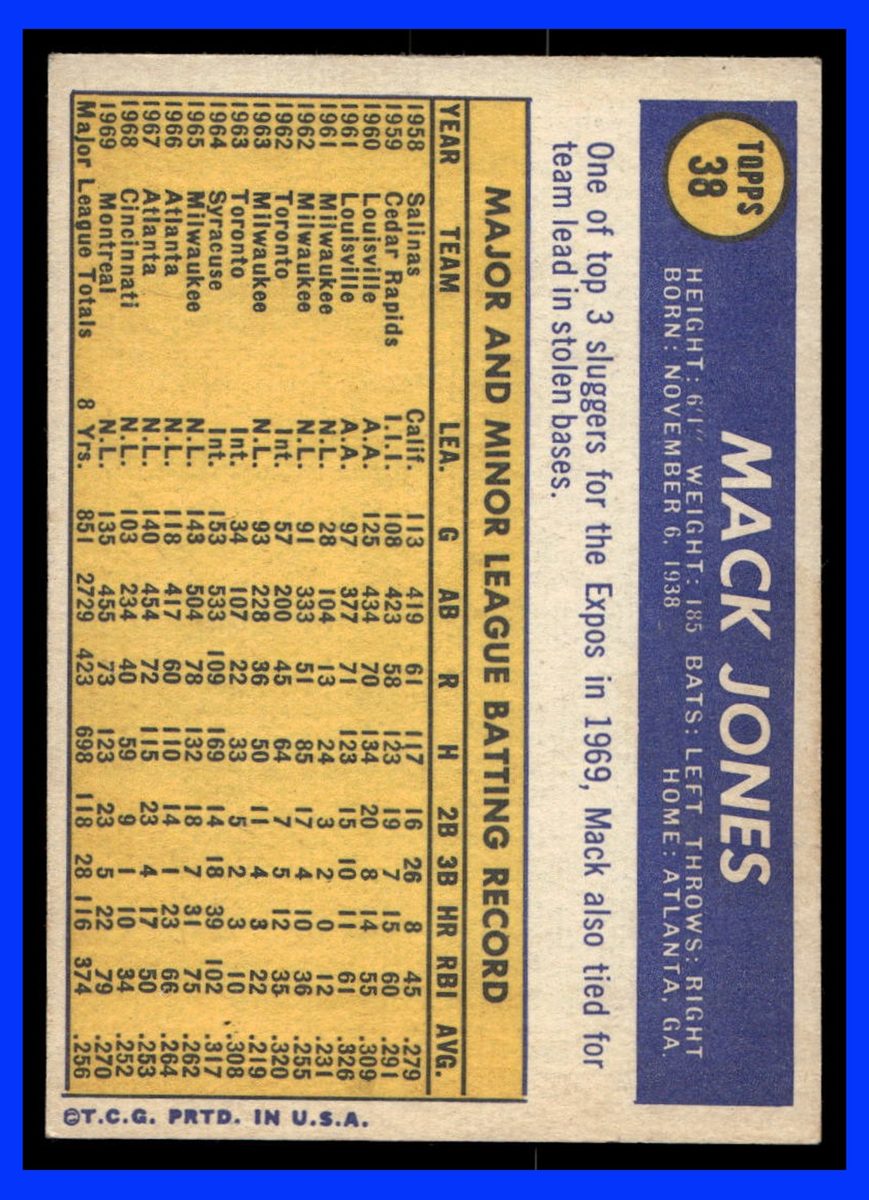 TOPPS
38
MACK JONES
HEIGHT: 6'1" WEIGHT: 185 BATS: LEFT THROWS: RIGHT
BORN: NOVEMBER 6, 1938 HOME: ATLANTA, GA.
One of top 3 sluggers for the Expos in 1969, Mack also tied for
team lead in stolen bases.
MAJOR AND MINOR LEAGUE BATTING RECORD
YEAR TEAM LEA. G AB R H 2B 3B HR RBI AVG.
1958 Salinas Calif. 113 419 61 117 16 26 8 45 .279
1959 Cedar Rapids I.I.I. 108 423 58 123 19 7 15 60 .291
1960 Louisville A.A. 125 434 70 134 20 8 14 55 .309
1961 Louisville A.A. 97 377 71 123 15 10 11 61 .326
1961 Milwaukee N.L. 28 104 13 24 3 2 0 12 .231
1962 Milwaukee N.L. 91 333 51 85 17 4 10 36 .255
1962 Toronto Int. 57 200 45 64 7 5 12 35 .320
1963 Milwaukee N.L. 93 228 36 50 11 4 3 22 .219
1963 Toronto Int. 34 107 22 33 5 2 3 10 .308
1964 Syracuse Int. 153 533 109 169 14 18 39 102 .317
1965 Milwaukee N.L. 143 504 78 132 18 7 31 75 .262
1966 Atlanta N.L. 118 417 60 110 14 1 23 66 .264
1967 Atlanta N.L. 140 454 72 115 23 4 17 50 .253
1968 Cincinnati N.L. 103 234 40 59 9 1 10 34 .252
1969 Montreal N.L. 135 455 73 123 23 5 22 79 .270
Major League Totals 8 Yrs. 851 2729 423 698 118 28 116 374 .256
©T.C.G. PRTD. IN U.S.A.